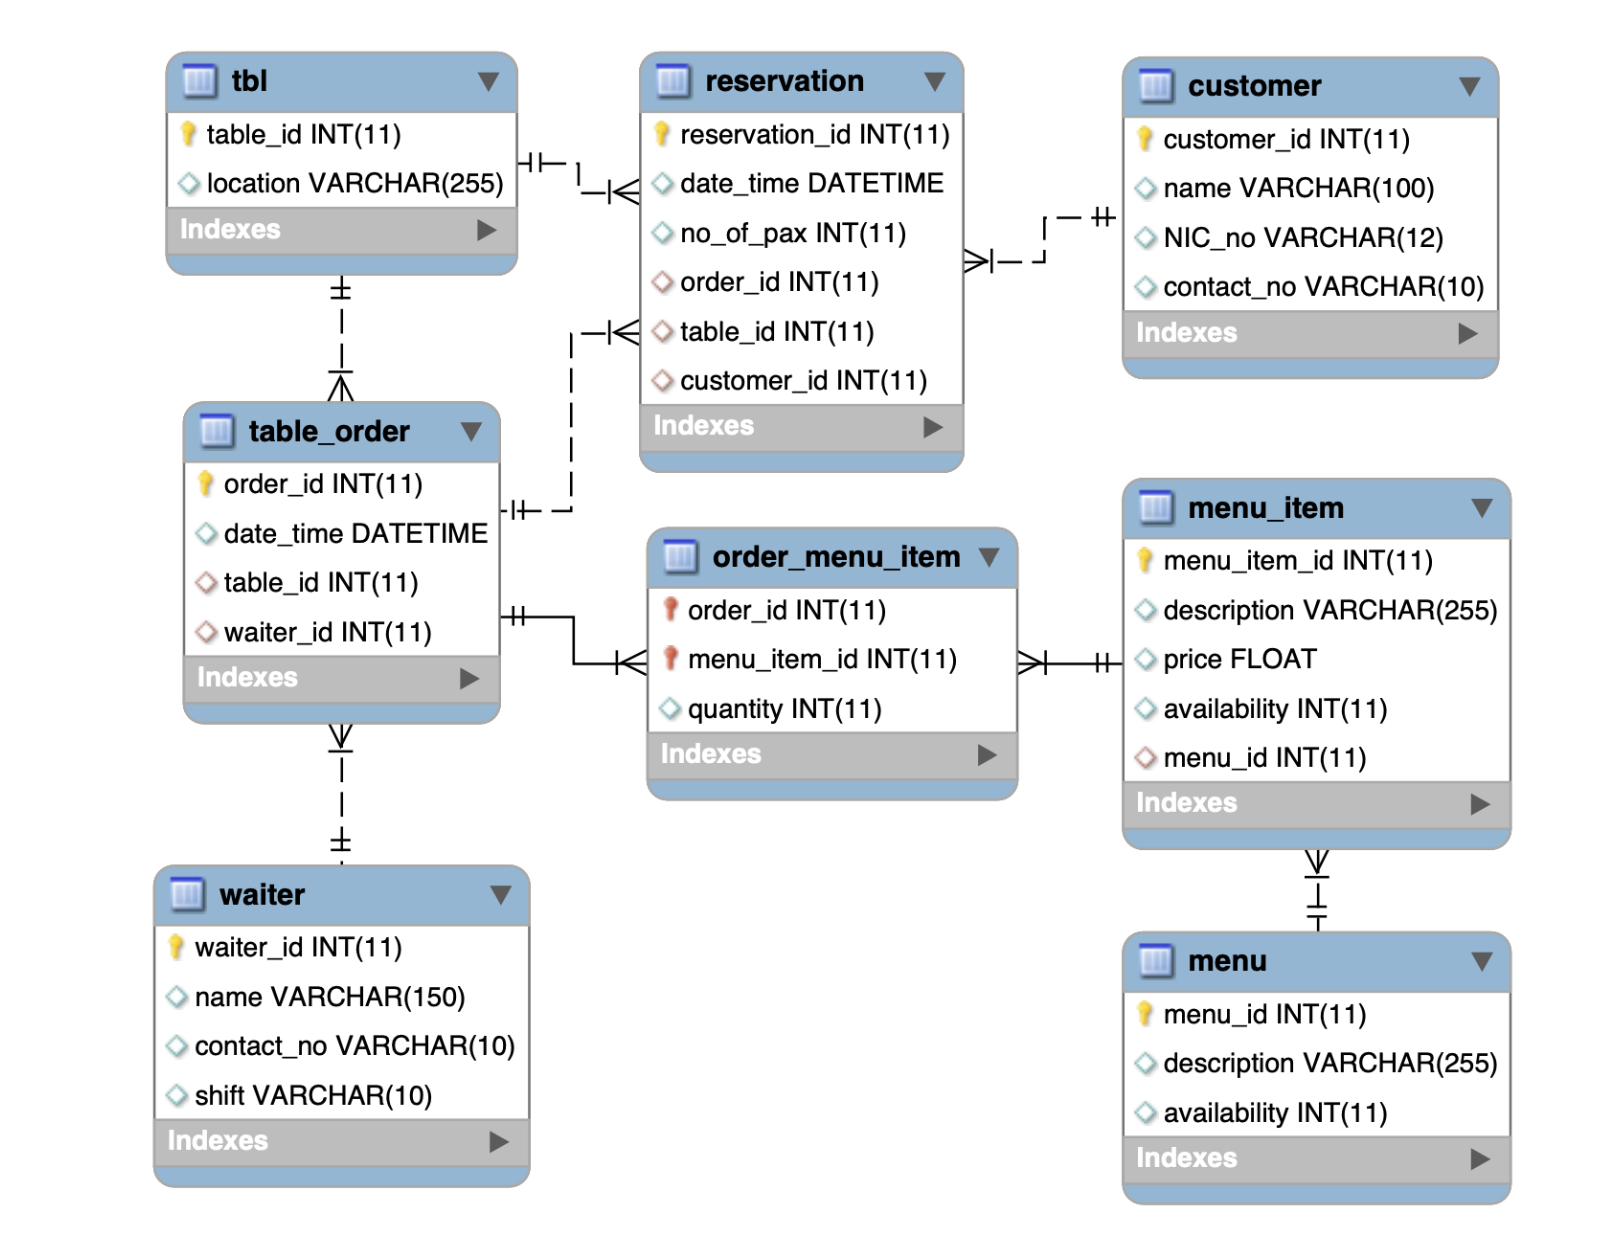 tbl
table_id INT(11)
location VARCHAR(255)
Indexes
reservation
reservation_id INT(11)
date_time DATETIME
no_of_pax INT(11)
order_id INT(11)
table_id INT(11)
customer_id INT(11)
Indexes
customer
customer_id INT(11)
name VARCHAR(100)
NIC_no VARCHAR(12)
contact_no VARCHAR(10)
Indexes
table_order
order_id INT(11)
date_time DATETIME
table_id INT(11)
waiter_id INT(11)
Indexes
order_menu_item
order_id INT(11)
menu_item_id INT(11)
quantity INT(11)
Indexes
menu_item
menu_item_id INT(11)
description VARCHAR(255)
price FLOAT
availability INT(11)
menu_id INT(11)
Indexes
waiter
waiter_id INT(11)
name VARCHAR(150)
contact_no VARCHAR(10)
shift VARCHAR(10)
Indexes
menu
menu_id INT(11)
description VARCHAR(255)
availability INT(11)
Indexes